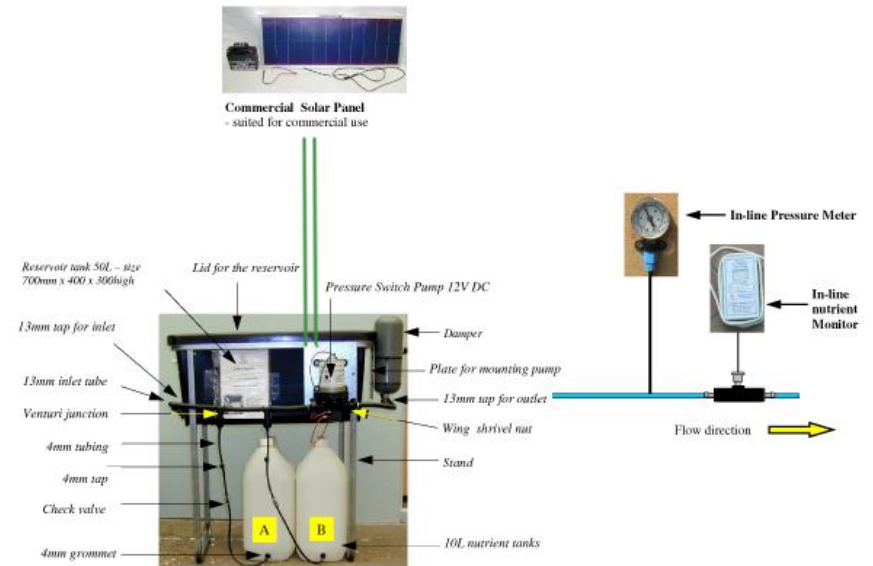 Commercial Solar Panel
- suited for commercial use
In-line Pressure Meter
In-line
nutrient
Monitor
Flow direction
Reservoir tank 50L – size
700mm x 400 x 300high
Lid for the reservoir
Pressure Switch Pump 12V DC
13mm tap for inlet
Damper
13mm inlet tube
Plate for mounting pump
Venturi junction
13mm tap for outlet
4mm tubing
Wing shrivel nut
4mm tap
Stand
Check valve
A
B
4mm grommet
10L nutrient tanks